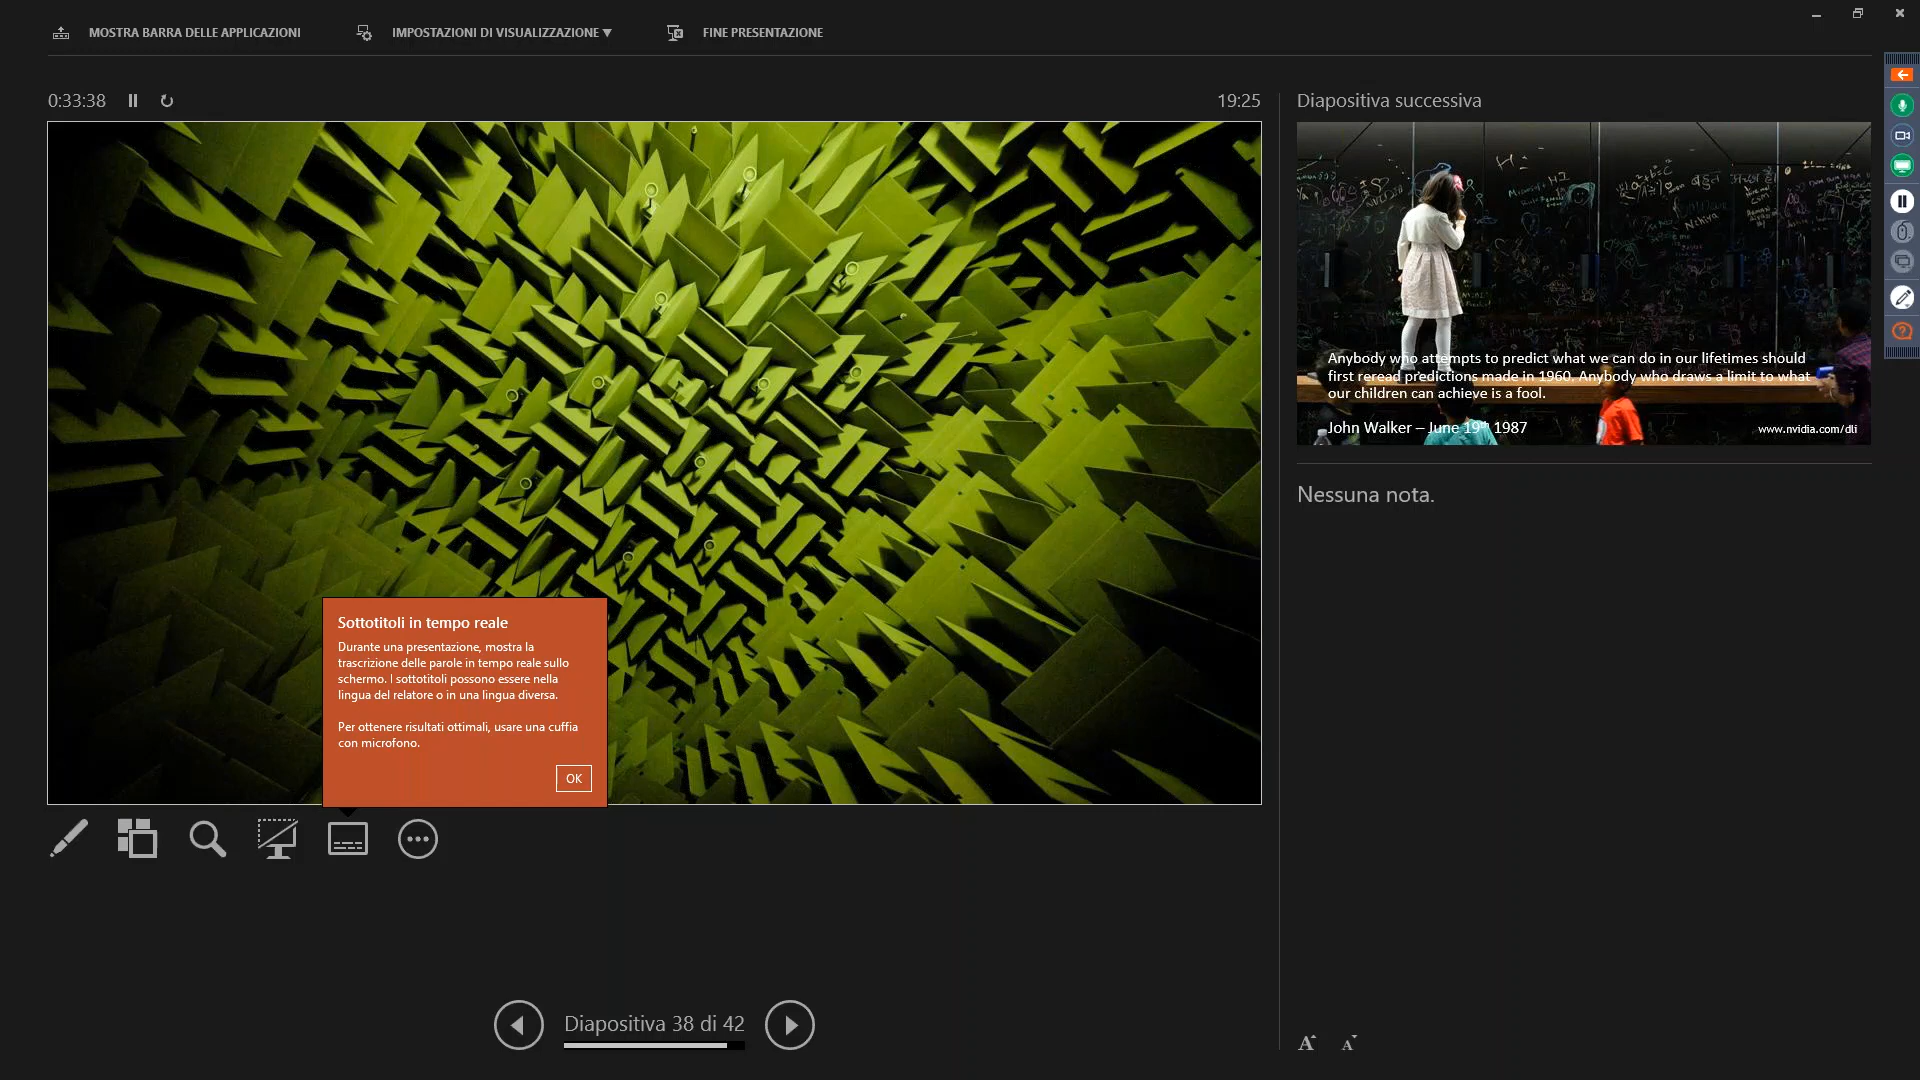 MOSTRA BARRA DELLE APPLICAZIONI
IMPOSTAZIONI DI VISUALIZZAZIONE ▼
FINE PRESENTAZIONE
0:33:38
19:25
Diapositiva successiva
Microsoft HI
Anybody who attempts to predict what we can do in our lifetimes should
first reread predictions made in 1960. Anybody who draws a limit to what
our children can achieve is a fool.
John Walker – June 19th 1987
www.nvidia.com/dli
Nessuna nota.
Sottotitoli in tempo reale
Durante una presentazione, mostra la
trascrizione delle parole in tempo reale sullo
schermo. I sottotitoli possono essere nella
lingua del relatore o in una lingua diversa.
Per ottenere risultati ottimali, usare una cuffia
con microfono.
OK
Diapositiva 38 di 42
A A